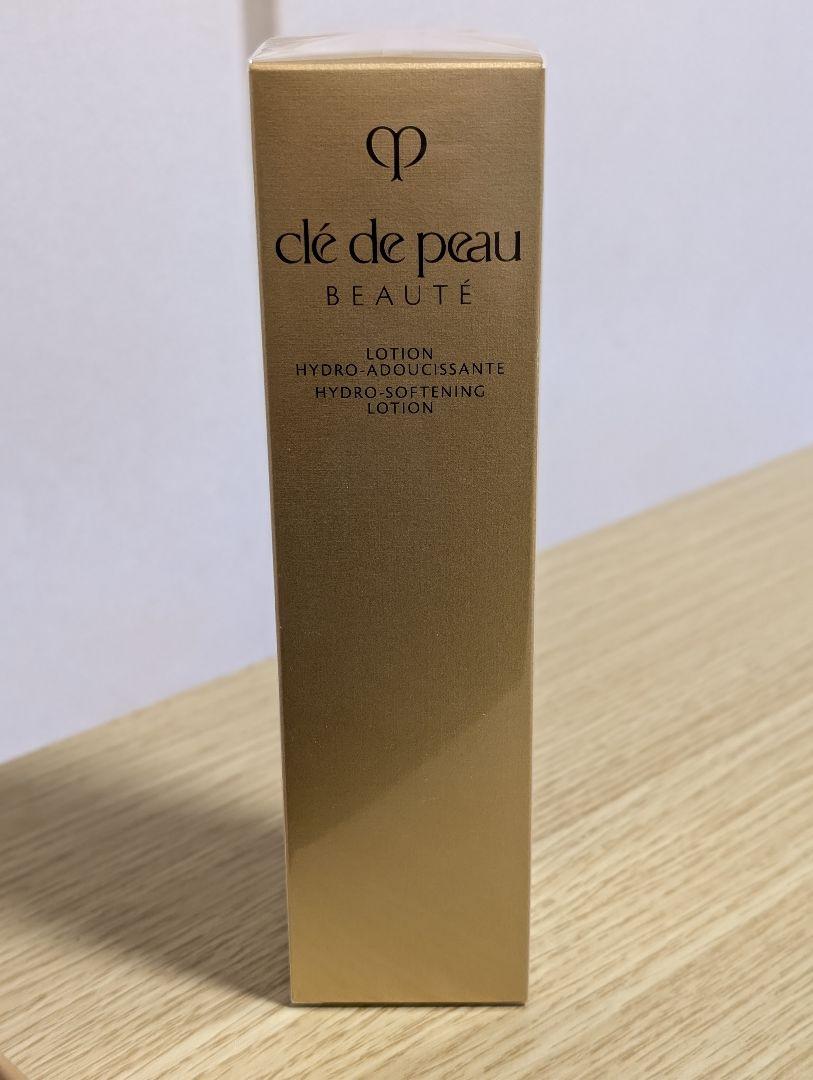 clé de peau
BEAUTÉ
LOTION
HYDRO-ADOUCISSANTE
HYDRO-SOFTENING
LOTION